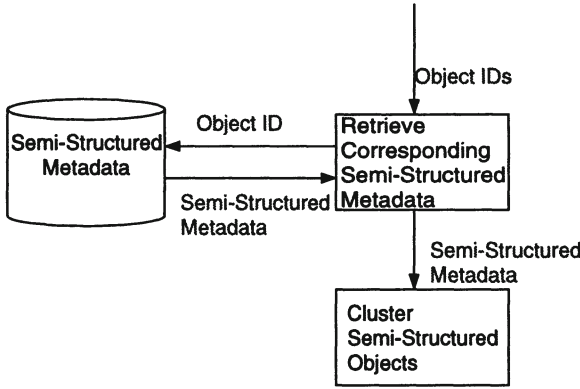 Object IDs
Semi-Structured
Metadata
Object ID
Retrieve
Corresponding
Semi-Structured
Metadata
Semi-Structured
Metadata
Semi-Structured
Metadata
Cluster
Semi-Structured
Objects